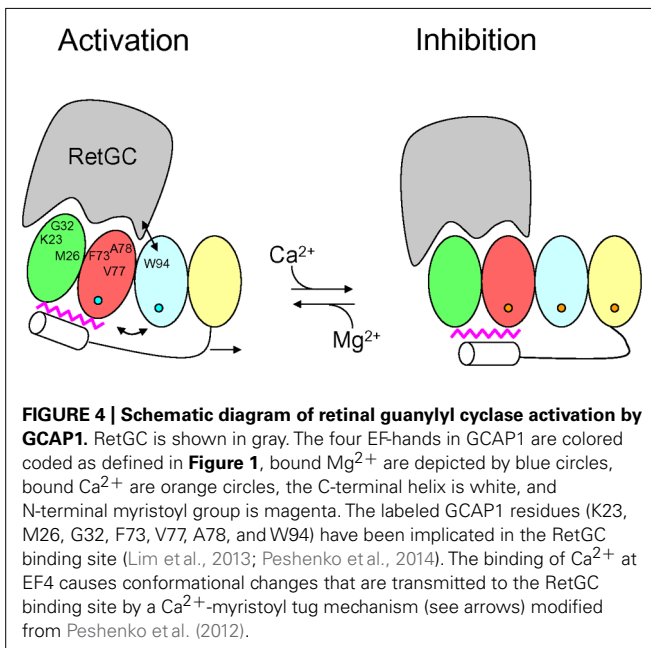 Activation
Inhibition
RetGC
G32
K23
M26
F73
A78
V77
W94
Ca²⁺
Mg²⁺
FIGURE 4 | Schematic diagram of retinal guanylyl cyclase activation by
GCAP1. RetGC is shown in gray. The four EF-hands in GCAP1 are colored
coded as defined in Figure 1, bound Mg²⁺ are depicted by blue circles,
bound Ca²⁺ are orange circles, the C-terminal helix is white, and
N-terminal myristoyl group is magenta. The labeled GCAP1 residues (K23,
M26, G32, F73, V77, A78, and W94) have been implicated in the RetGC
binding site (Lim et al., 2013; Peshenko et al., 2014). The binding of Ca²⁺ at
EF4 causes conformational changes that are transmitted to the RetGC
binding site by a Ca²⁺-myristoyl tug mechanism (see arrows) modified
from Peshenko et al. (2012).